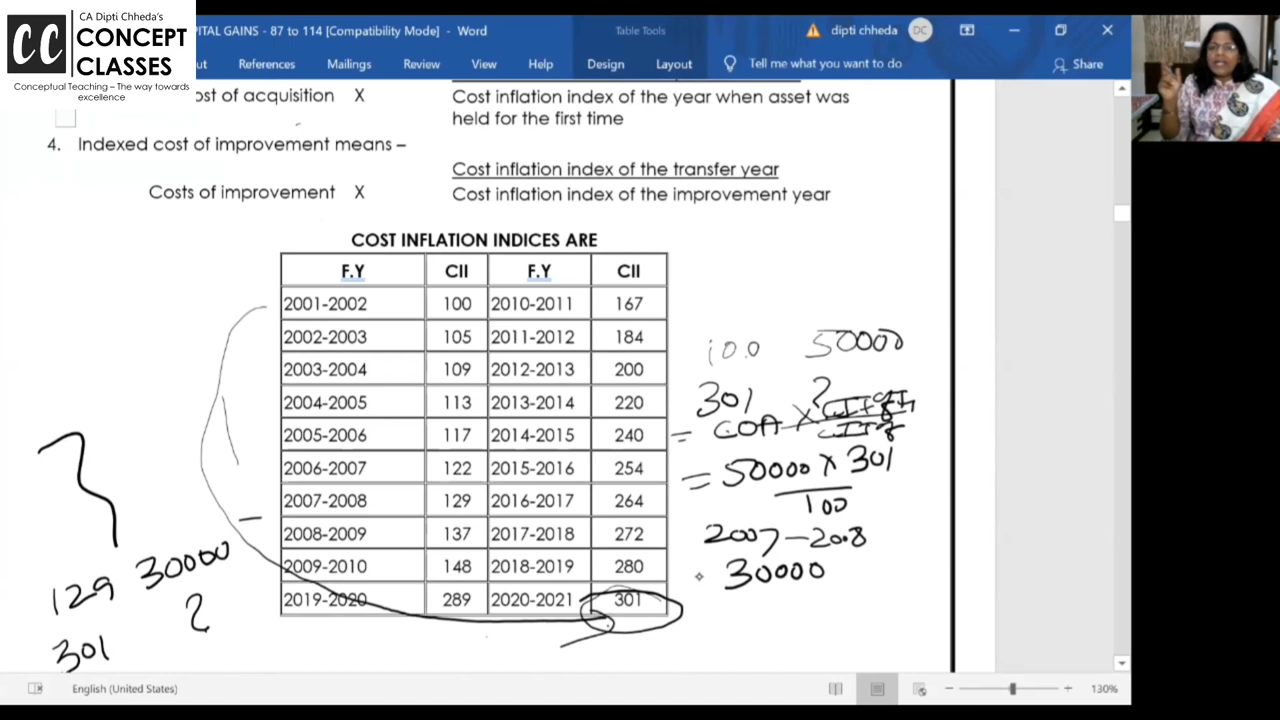 CA Dipti Chheda's
CC CONCEPT
CLASSES
Conceptual Teaching – The way towards
excellence
PITAL GAINS - 87 to 114 [Compatibility Mode] - Word
Table Tools
dipti chheda
DC
out References Mailings Review View Help Design Layout Tell me what you want to do Share
ost of acquisition X Cost inflation index of the year when asset was
held for the first time
4. Indexed cost of improvement means –
Cost inflation index of the transfer year
Costs of improvement X Cost inflation index of the improvement year
COST INFLATION INDICES ARE
F.Y CII F.Y CII
2001-2002 100 2010-2011 167
2002-2003 105 2011-2012 184
2003-2004 109 2012-2013 200
2004-2005 113 2013-2014 220
2005-2006 117 2014-2015 240
2006-2007 122 2015-2016 254
2007-2008 129 2016-2017 264
2008-2009 137 2017-2018 272
2009-2010 148 2018-2019 280
2019-2020 289 2020-2021 301
100 50000
301 ?
= COA X
= 50000 X 301
100
2007-2008
30000
129 30000
301 ?
English (United States)
130%